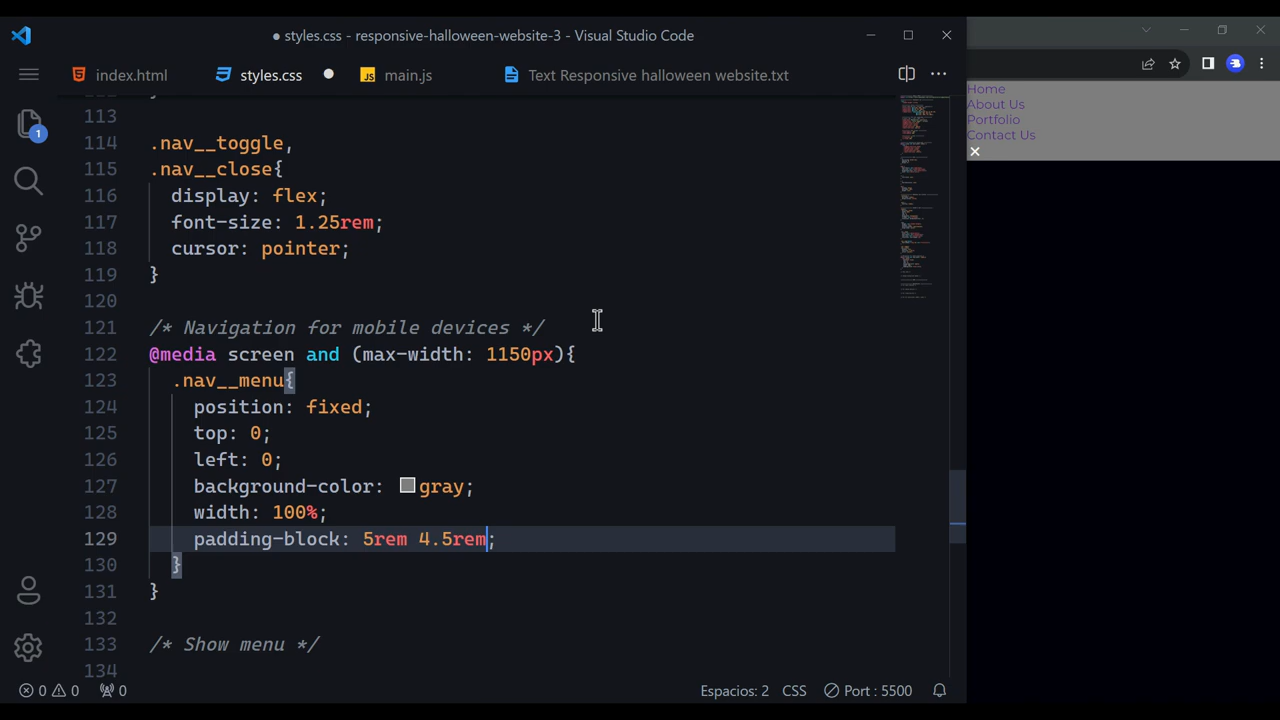 styles.css - responsive-halloween-website-3 - Visual Studio Code
index.html
styles.css
main.js
Text Responsive halloween website.txt
1
113
114 .nav__toggle,
115 .nav__close{
116 display: flex;
117 font-size: 1.25rem;
118 cursor: pointer;
119 }
120
121 /* Navigation for mobile devices */
122 @media screen and (max-width: 1150px){
123 .nav__menu{
124 position: fixed;
125 top: 0;
126 left: 0;
127 background-color: gray;
128 width: 100%;
129 padding-block: 5rem 4.5rem;
130 }
131 }
132
133 /* Show menu */
134
0 0 0
Espacios: 2 CSS Port : 5500
Home
About Us
Portfolio
Contact Us